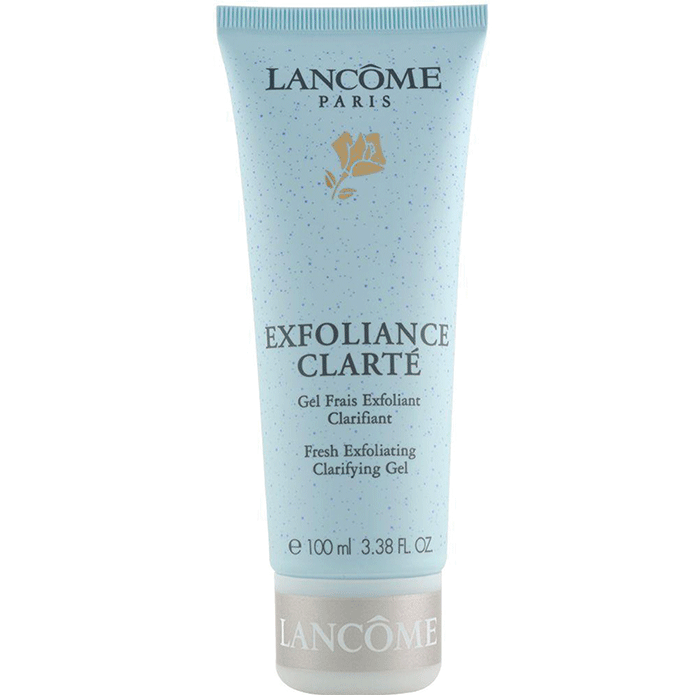 LANCÔME
PARIS
EXFOLIANCE
CLARTÉ
Gel Frais Exfoliant
Clarifiant
Fresh Exfoliating
Clarifying Gel
℮ 100 ml 3.38 FL. OZ.
LANCÔME